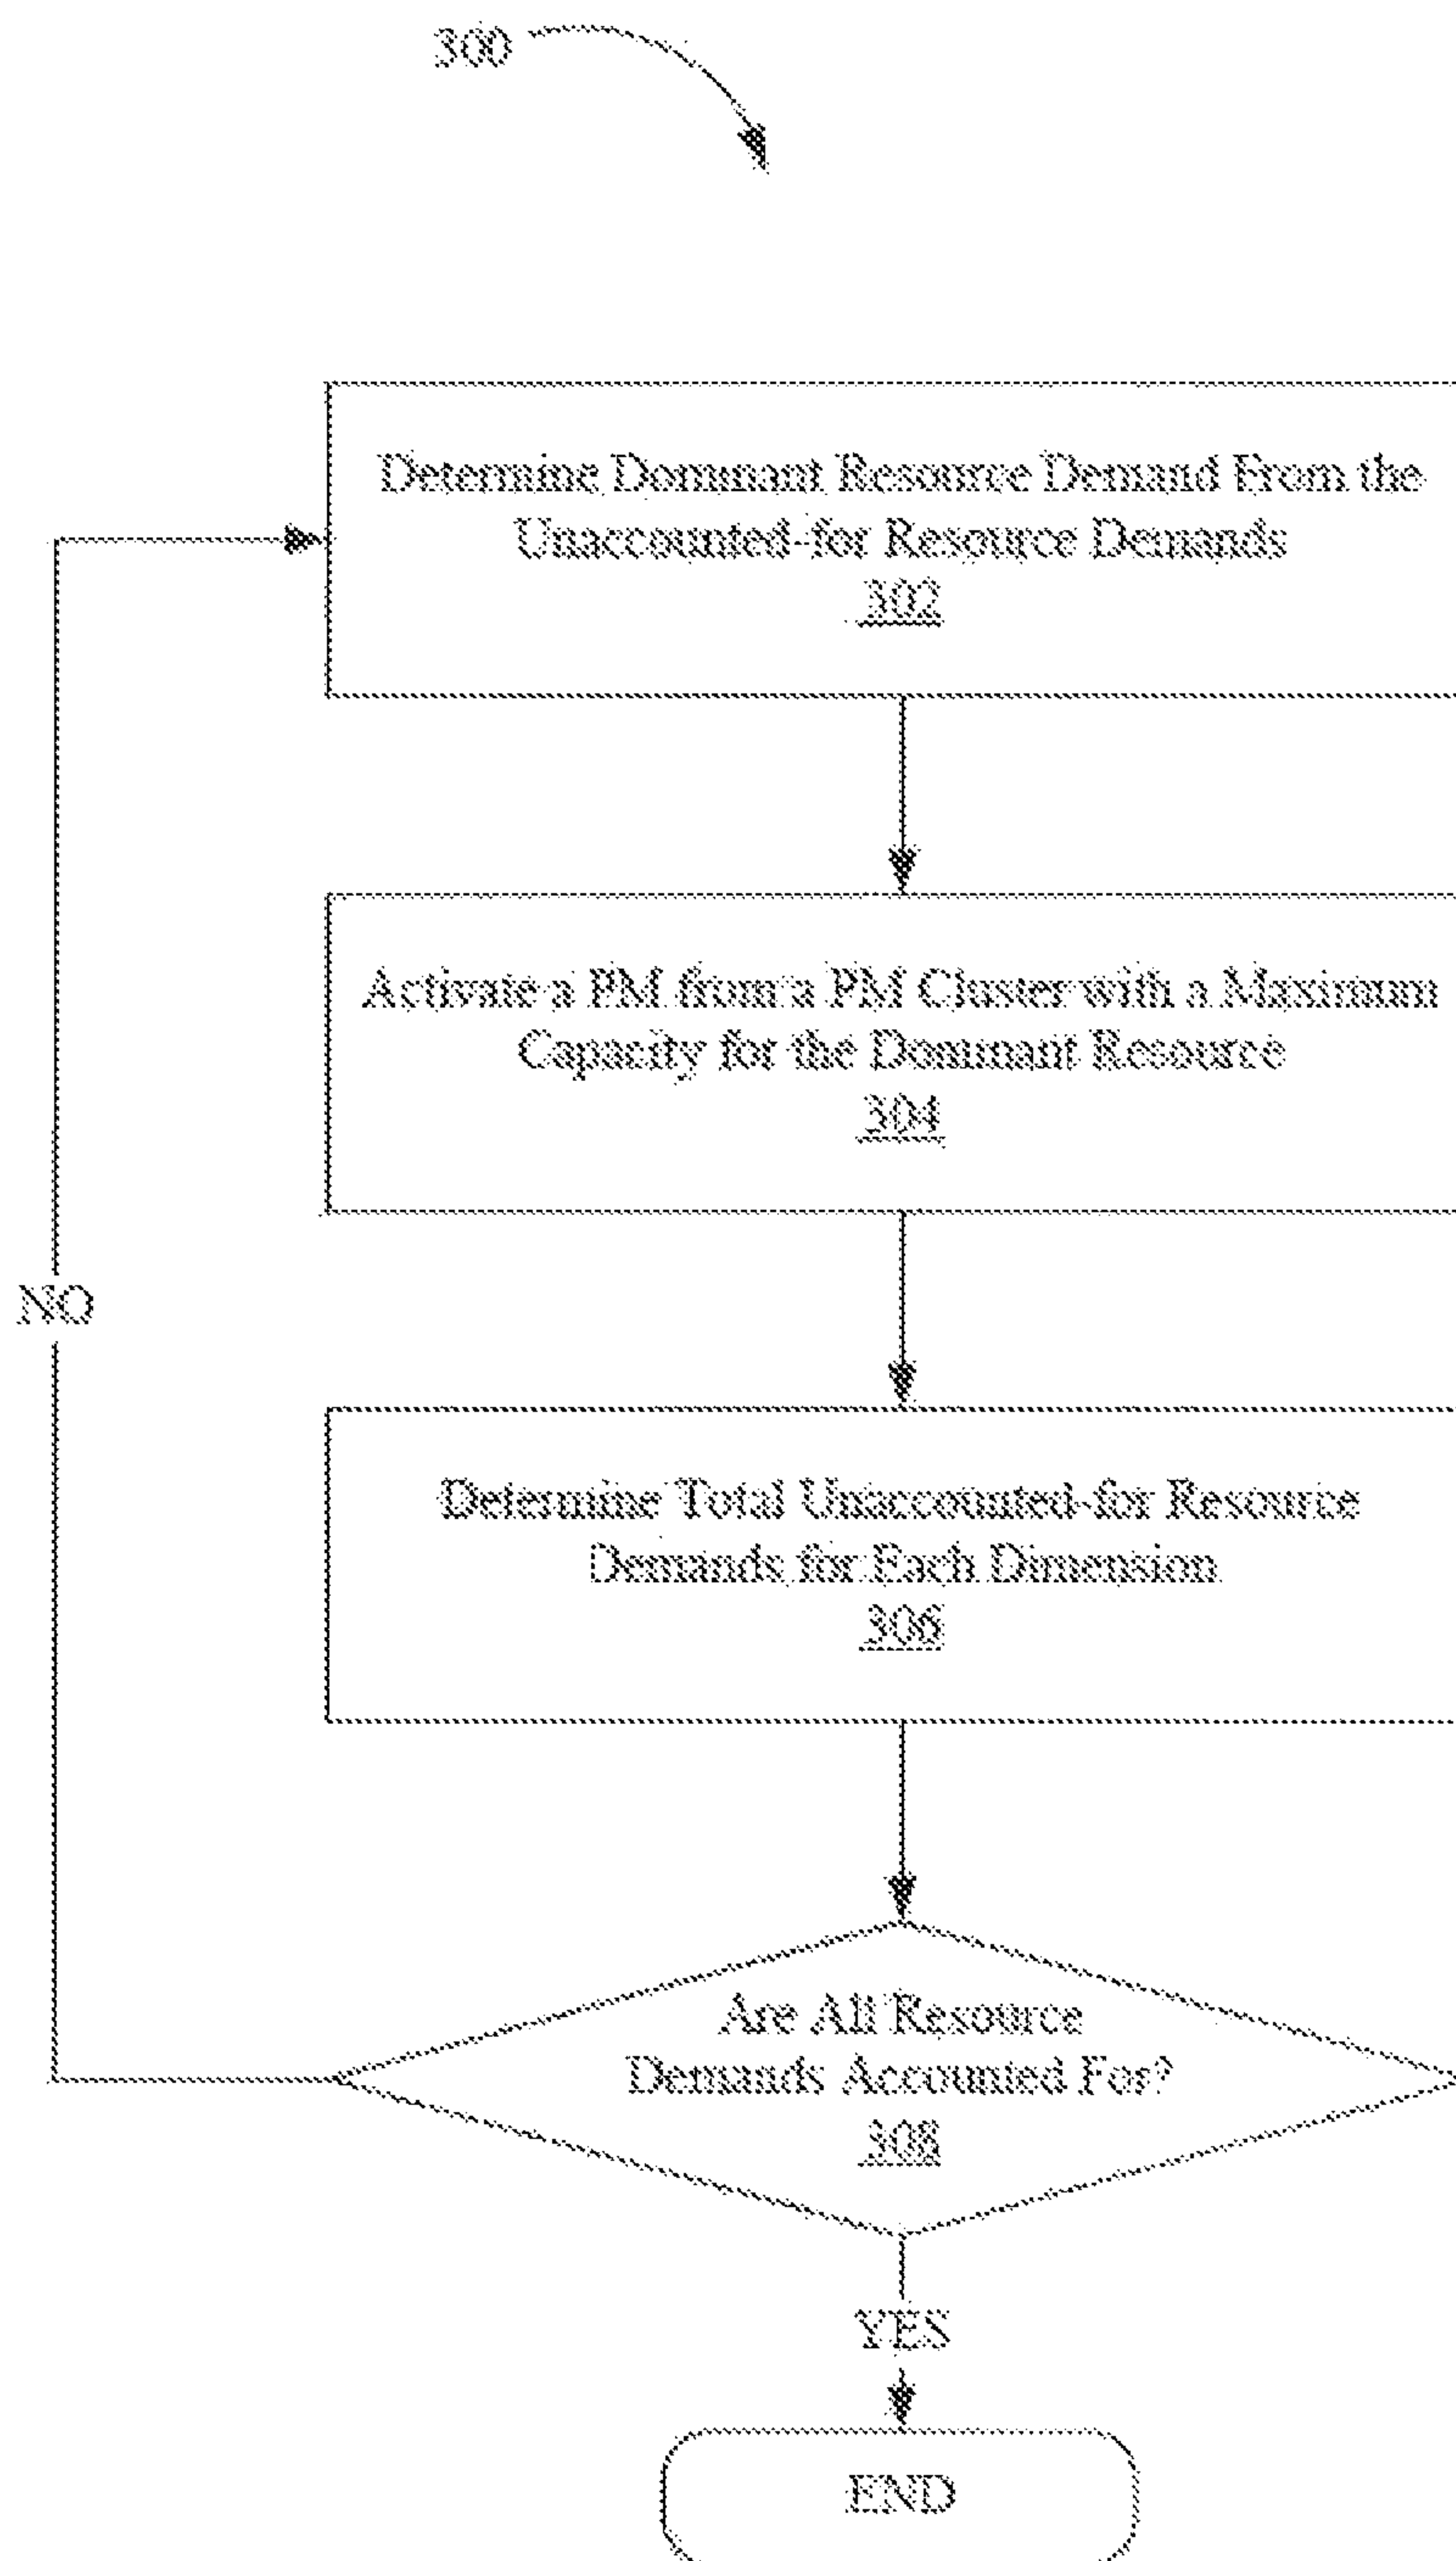 300
Determine Dominant Resource Demand From the
Unaccounted-for Resource Demands
302
Activate a PM from a PM Cluster with a Maximum
Capacity for the Dominant Resource
304
NO
Determine Total Unaccounted-for Resource
Demands for Each Dimension
306
Are All Resource
Demands Accounted For?
308
YES
END